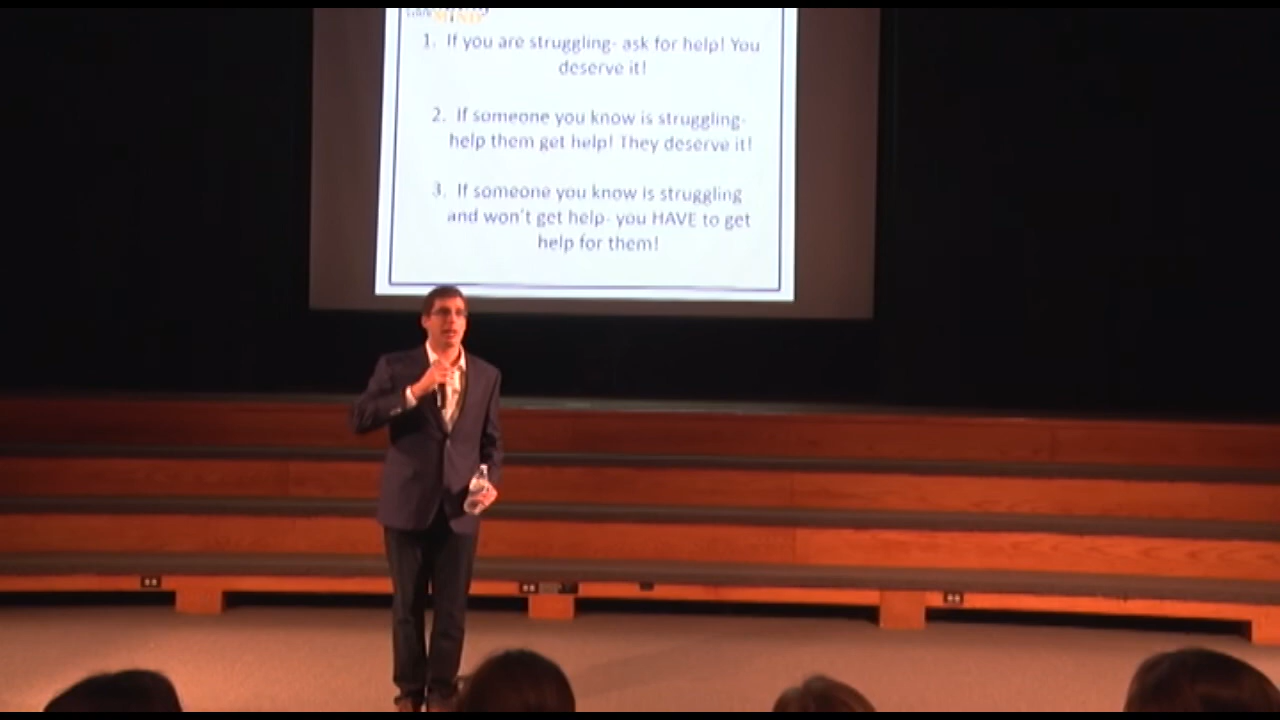 MIND
1. If you are struggling- ask for help! You
deserve it!
2. If someone you know is struggling-
help them get help! They deserve it!
3. If someone you know is struggling
and won't get help- you HAVE to get
help for them!